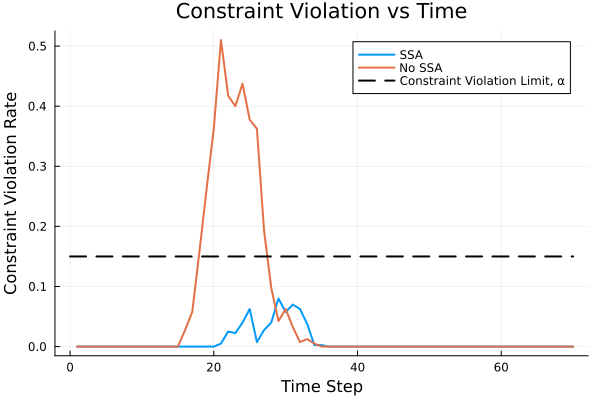 Constraint Violation vs Time
SSA
No SSA
Constraint Violation Limit, α
Constraint Violation Rate
0.5
0.4
0.3
0.2
0.1
0.0
0
20
40
60
Time Step